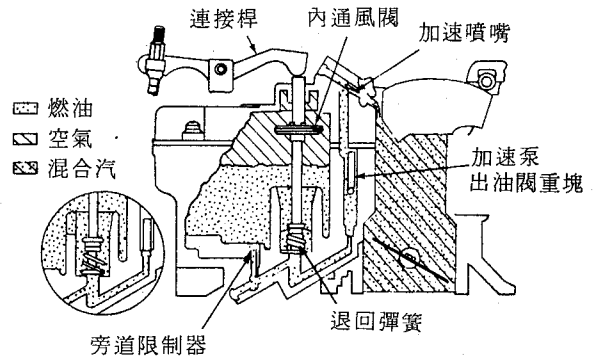 連接桿
內通風閥
加速噴嘴
燃油
空氣
混合汽
加速泵
出油閥重塊
退回彈簧
旁道限制器